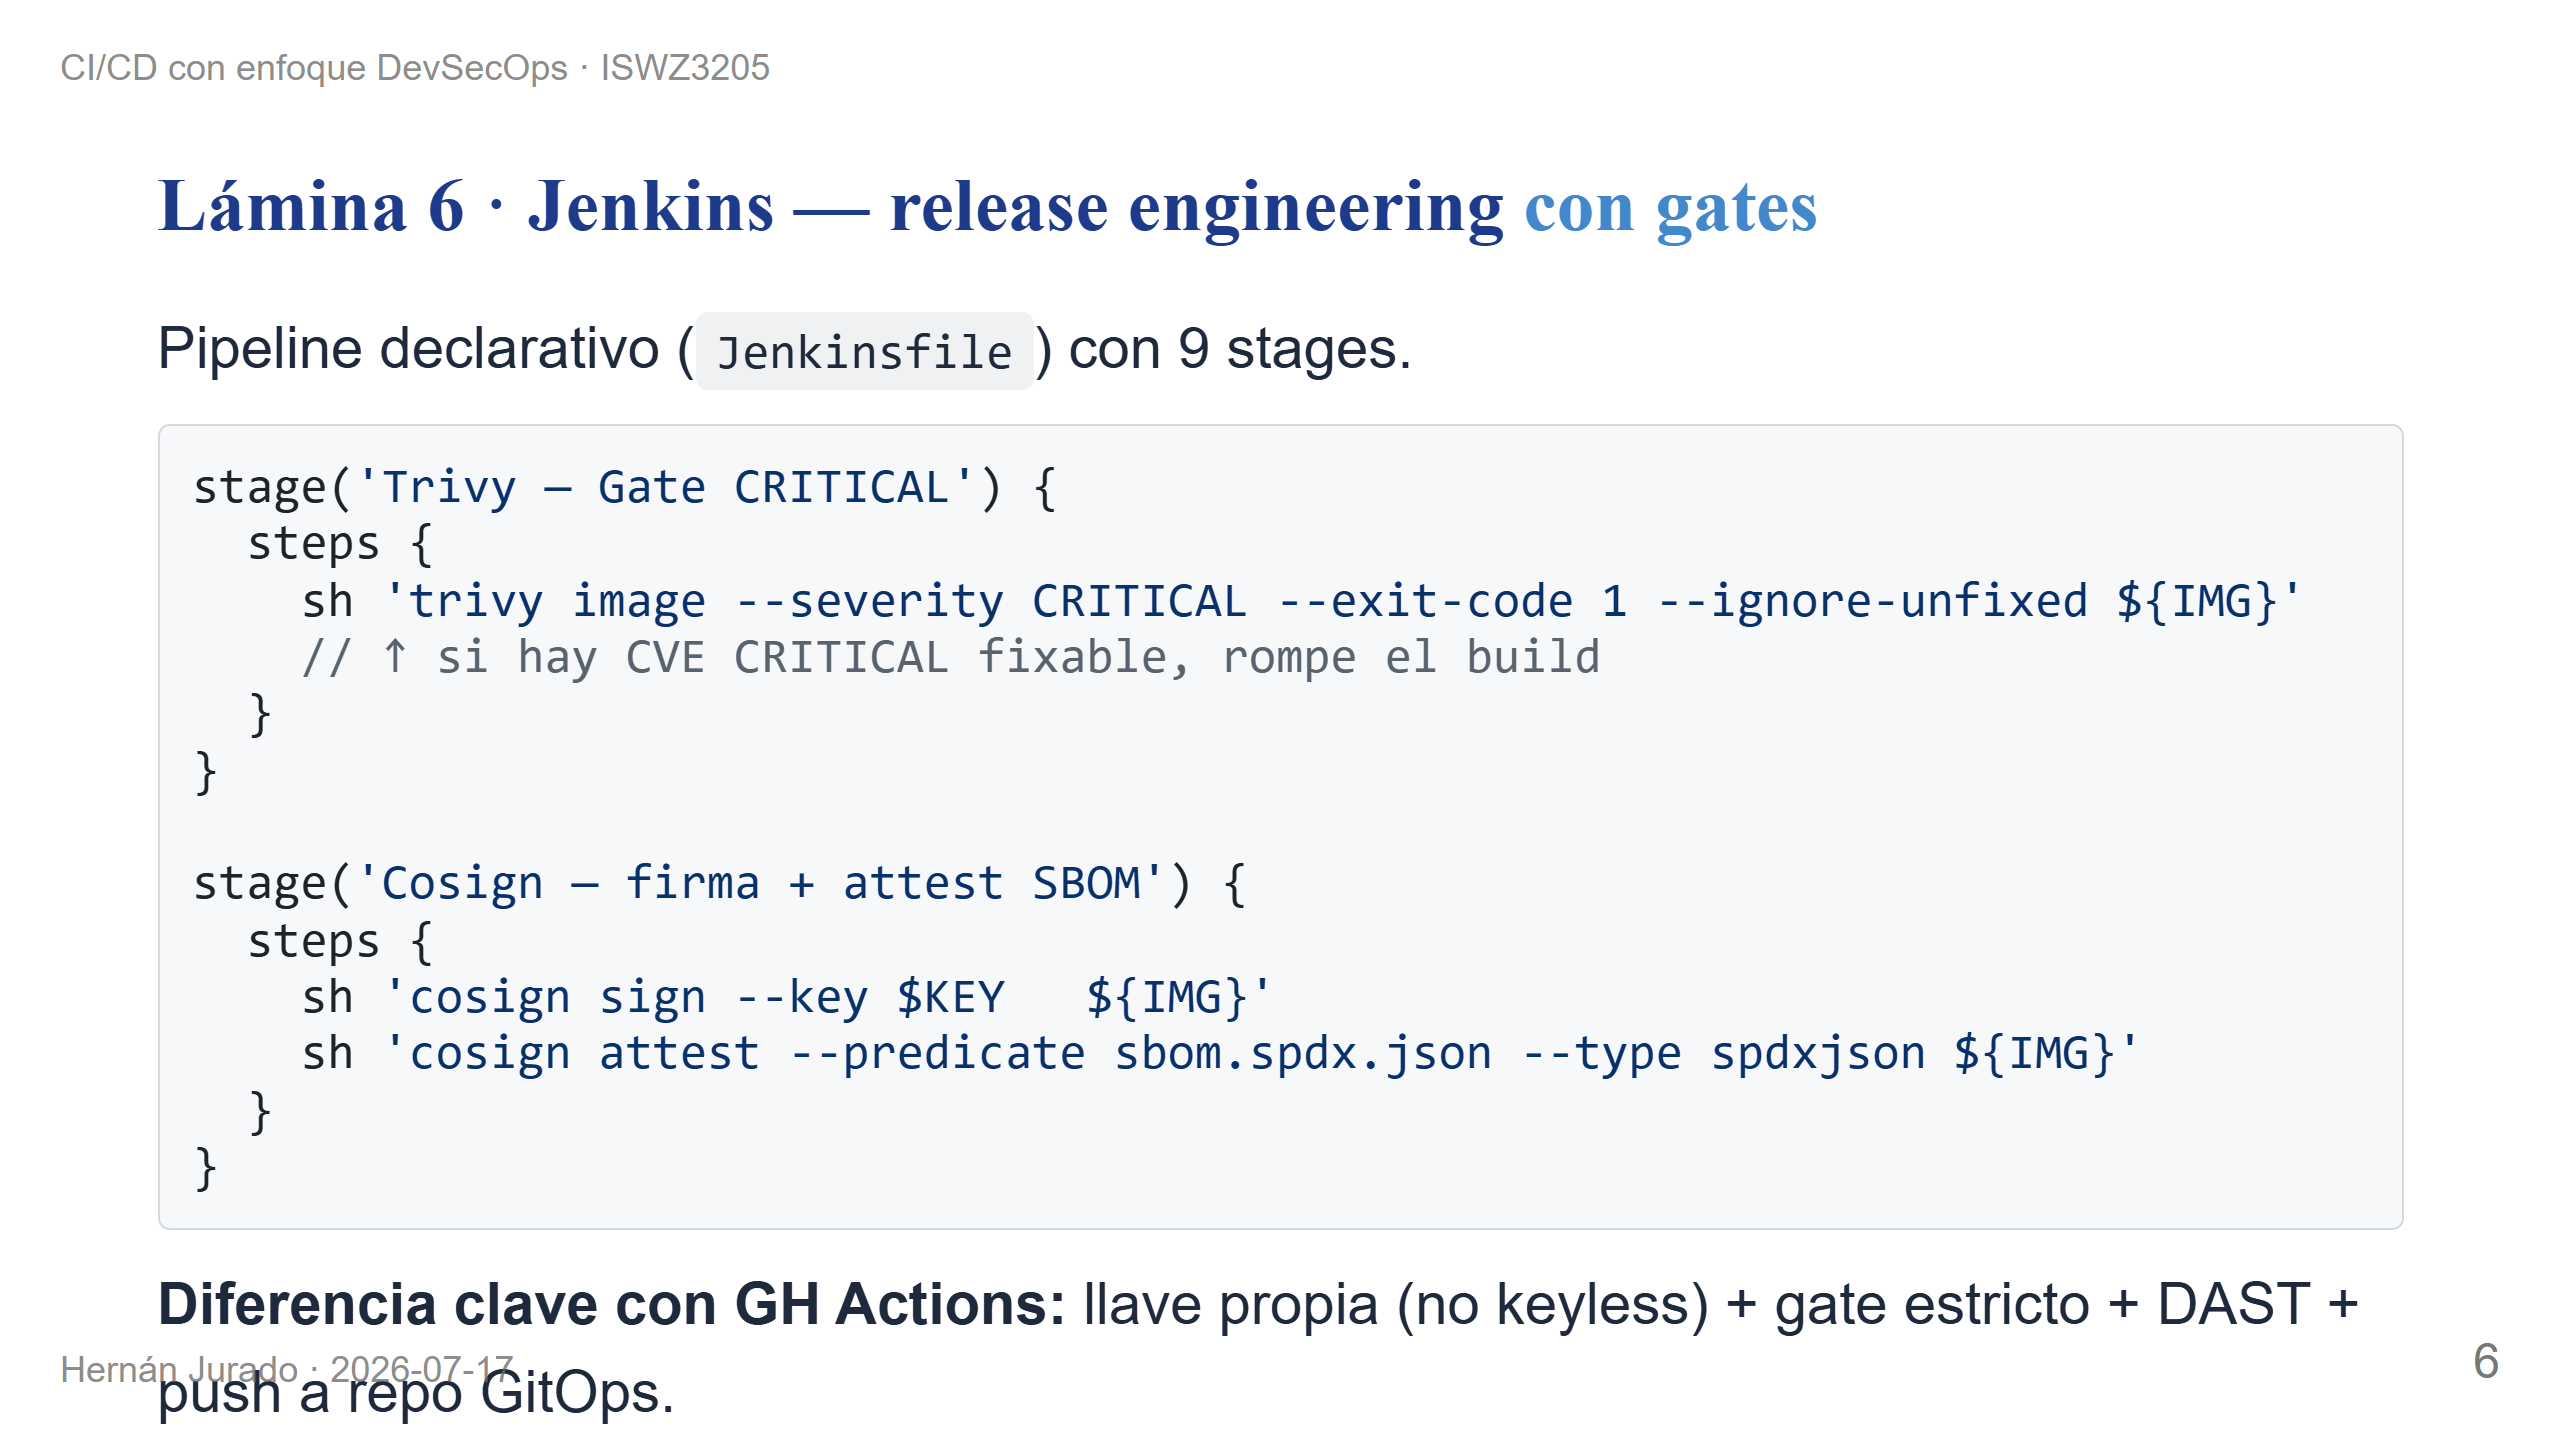 CI/CD con enfoque DevSecOps · ISWZ3205
Lámina 6 · Jenkins — release engineering con gates
Pipeline declarativo ( Jenkinsfile ) con 9 stages.
stage('Trivy — Gate CRITICAL') {
  steps {
    sh 'trivy image --severity CRITICAL --exit-code 1 --ignore-unfixed ${IMG}'
    // ↑ si hay CVE CRITICAL fixable, rompe el build
  }
}

stage('Cosign — firma + attest SBOM') {
  steps {
    sh 'cosign sign --key $KEY   ${IMG}'
    sh 'cosign attest --predicate sbom.spdx.json --type spdxjson ${IMG}'
  }
}
Diferencia clave con GH Actions: llave propia (no keyless) + gate estricto + DAST +
push a repo GitOps.
Hernán Jurado · 2026-07-17
6